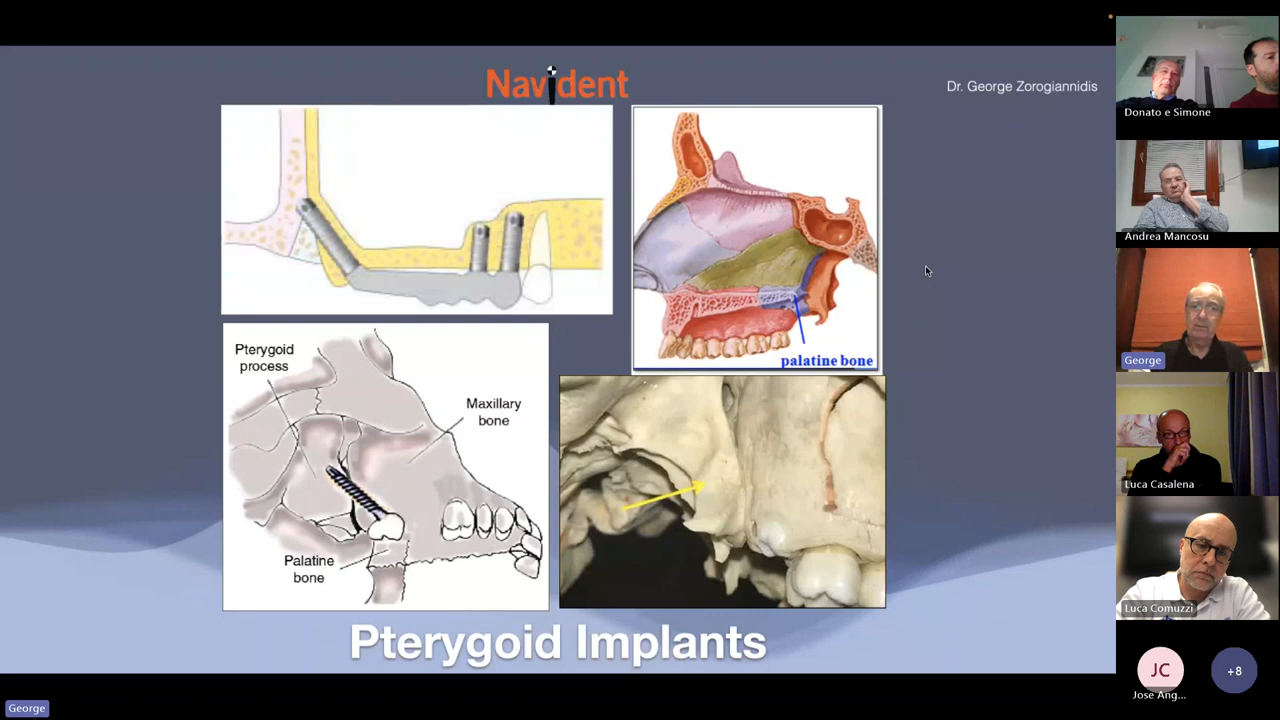 Navident
Dr. George Zorogiannidis
palatine bone
Pterygoid
process
Maxillary
bone
Palatine
bone
Pterygoid Implants
George
Donato e Simone
Andrea Mancosu
George
Luca Casalena
Luca Comuzzi
JC
Jose Ang...
+8